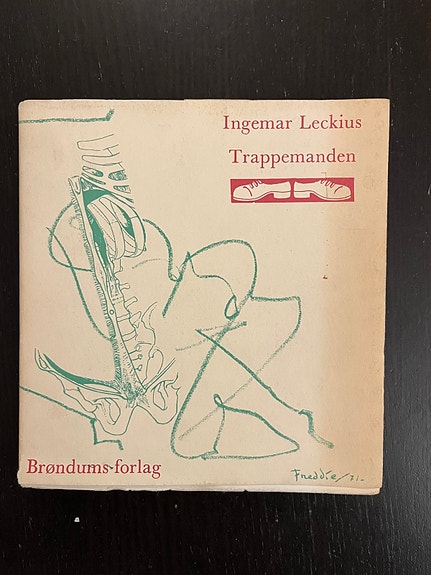 Ingemar Leckius
Trappemanden
Brøndums-forlag
Freddie/71-